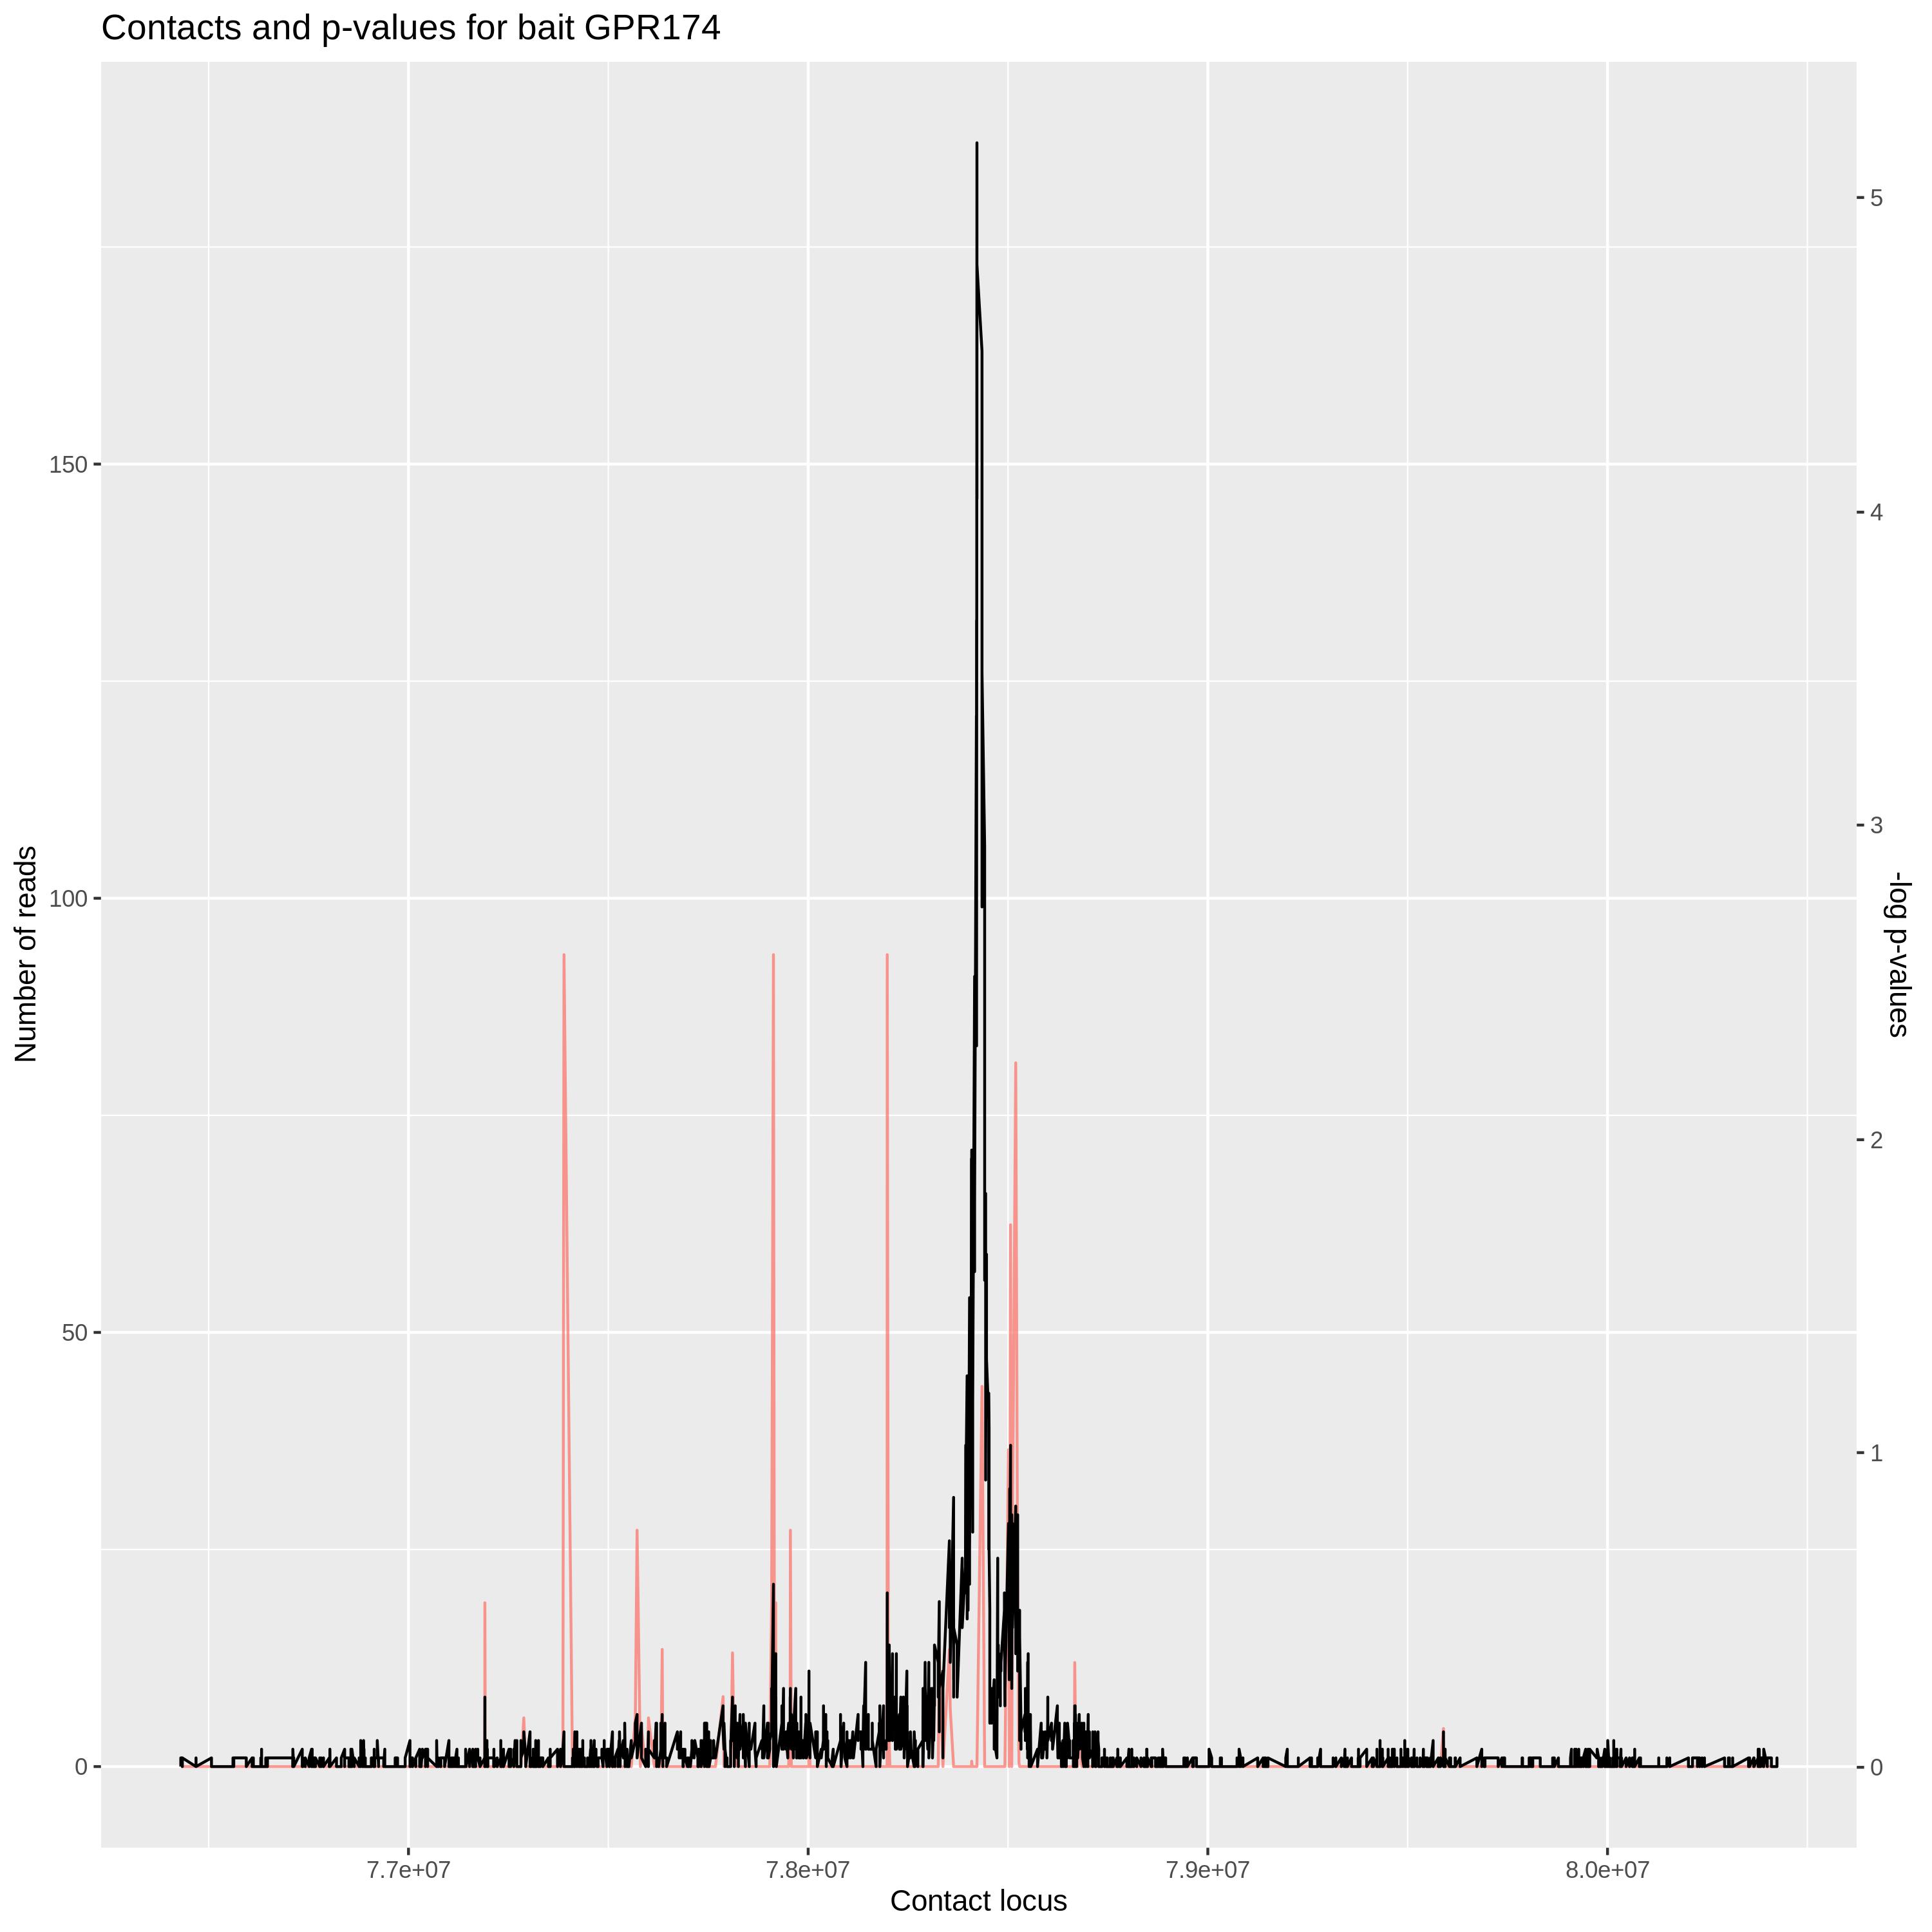 Contacts and p-values for bait GPR174
Number of reads
150
100
50
0
5
4
3
2
1
0
-log p-values
7.7e+07
7.8e+07
7.9e+07
8.0e+07
Contact locus